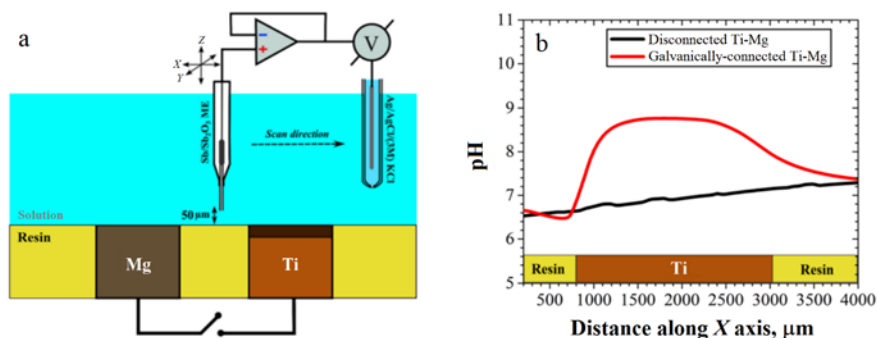 a
Z
X
Y
−
+
V
Sb/Sb₂O₃ ME
Scan direction
Ag/AgCl/(3M) KCl
50 µm
Solution
Resin
Mg
Ti
b
Disconnected Ti-Mg
Galvanically-connected Ti-Mg
pH
11
10
9
8
7
6
5
Resin
Ti
Resin
500
1000
1500
2000
2500
3000
3500
4000
Distance along X axis, µm